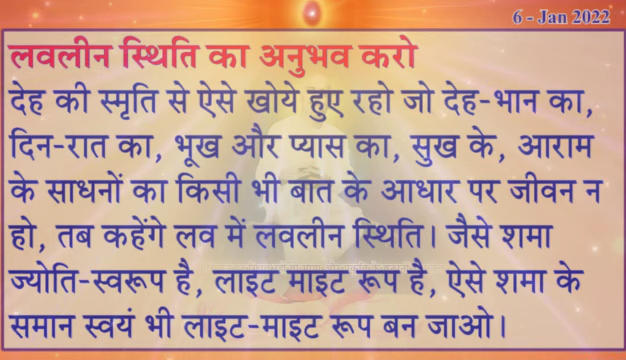 6 - Jan 2022
लवलीन स्थिति का अनुभव करो
देह की स्मृति से ऐसे खोये हुए रहो जो देह-भान का,
दिन-रात का, भूख और प्यास का, सुख के, आराम
के साधनों का किसी भी बात के आधार पर जीवन न
हो, तब कहेंगे लव में लवलीन स्थिति। जैसे शमा
ज्योति-स्वरूप है, लाइट माइट रूप है, ऐसे शमा के
समान स्वयं भी लाइट-माइट रूप बन जाओ।